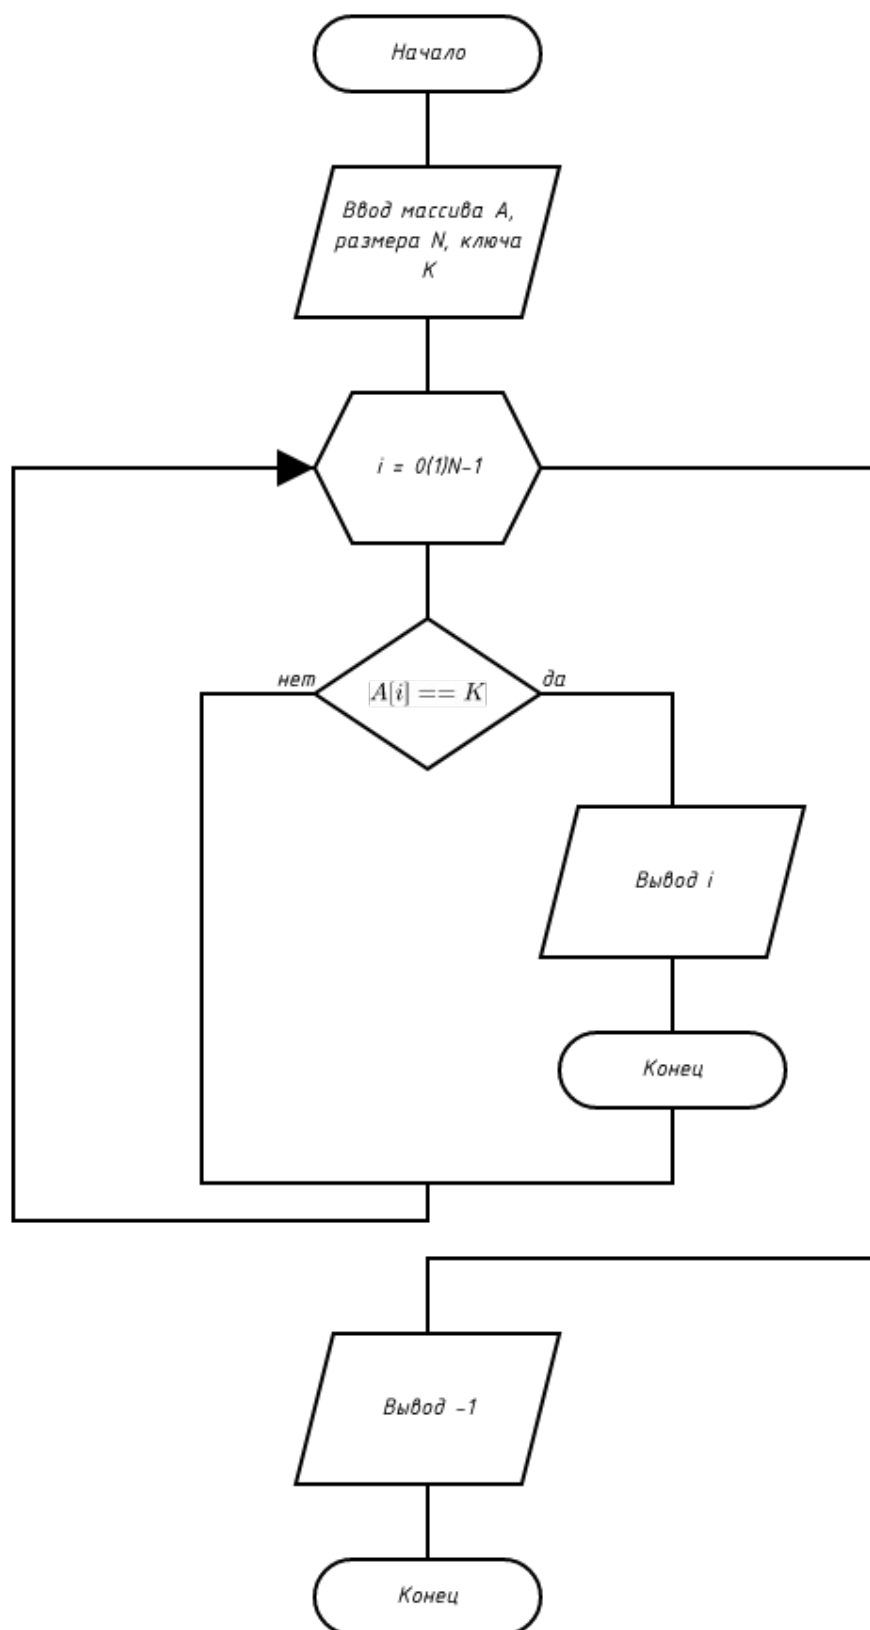 Начало
Ввод массива A,
размера N, ключа
K
i = 0(1)N-1
нет
да
A[i] == K
Вывод i
Конец
Вывод -1
Конец